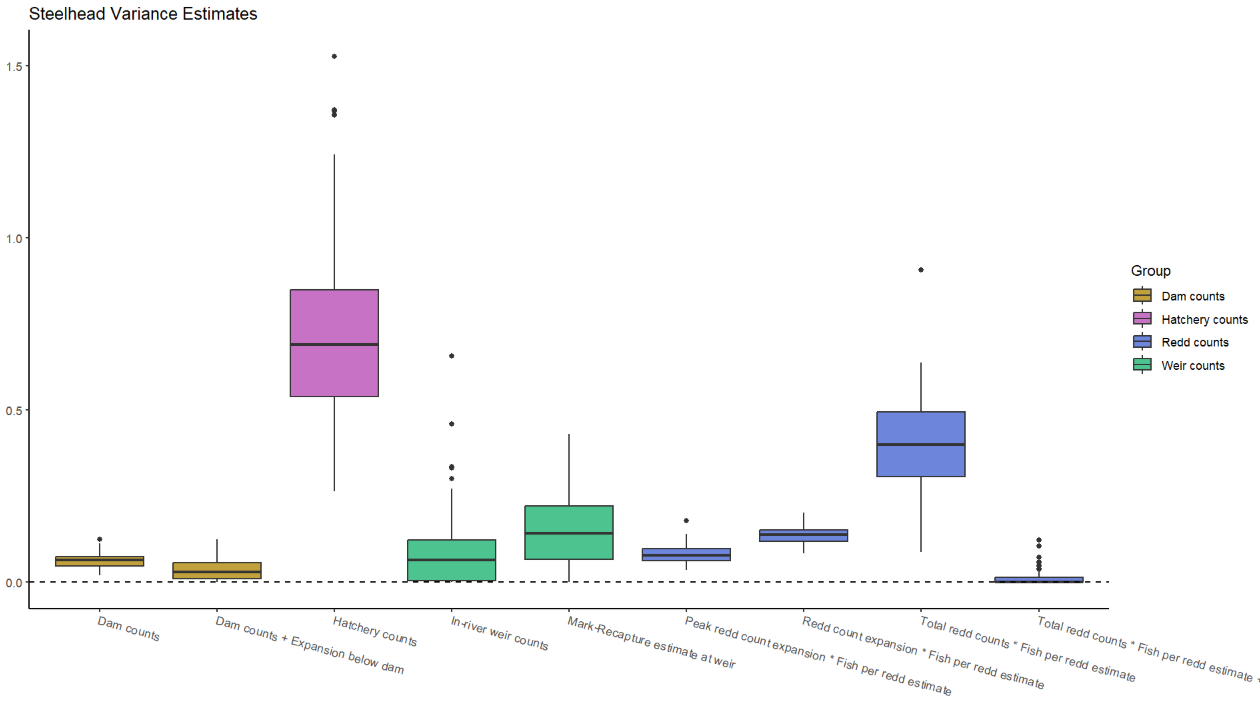 Steelhead Variance Estimates
1.5
1.0
0.5
0.0
Dam counts
Dam counts + Expansion below dam
Hatchery counts
In-river weir counts
Mark-Recapture estimate at weir
Peak redd count expansion * Fish per redd estimate
Redd count expansion * Fish per redd estimate
Total redd counts * Fish per redd estimate
Total redd counts * Fish per redd estimate +
Group
Dam counts
Hatchery counts
Redd counts
Weir counts